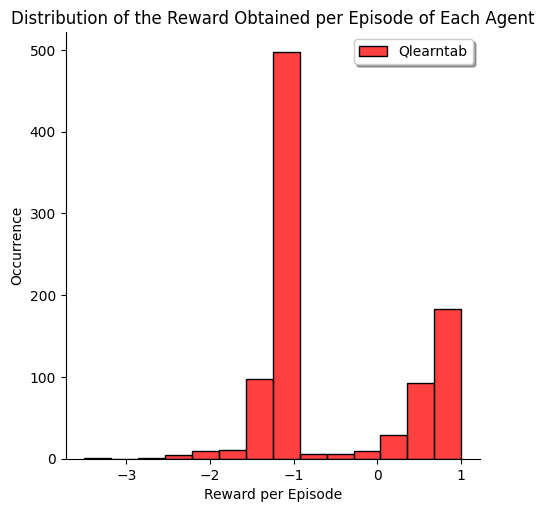 Distribution of the Reward Obtained per Episode of Each Agent
Qlearntab
Occurrence
500
400
300
200
100
0
−3
−2
−1
0
1
Reward per Episode